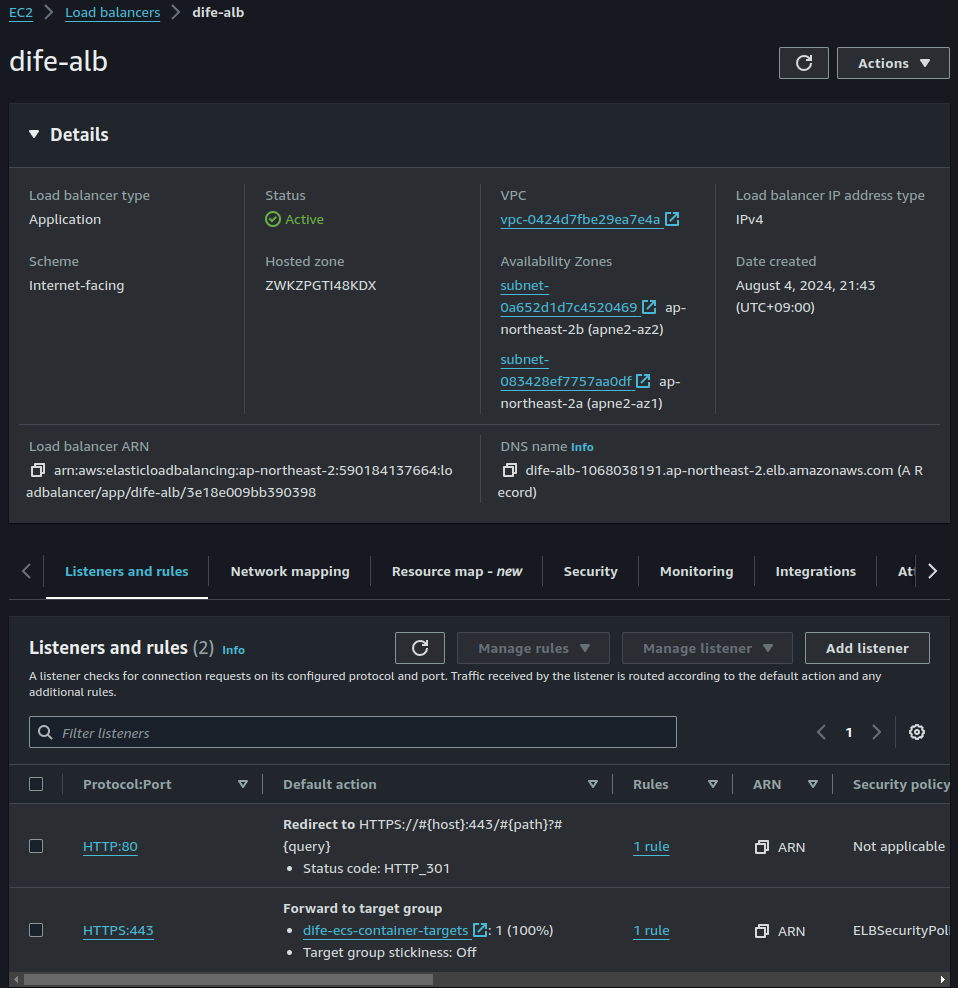 EC2 > Load balancers > dife-alb
dife-alb
Actions
Details
Load balancer type
Application
Status
Active
VPC
vpc-0424d7fbe29ea7e4a
Load balancer IP address type
IPv4
Scheme
Internet-facing
Hosted zone
ZWKZPGTI48KDX
Availability Zones
subnet-
0a652d1d7c4520469 ap-
northeast-2b (apne2-az2)
subnet-
083428ef7757aa0df ap-
northeast-2a (apne2-az1)
Date created
August 4, 2024, 21:43
(UTC+09:00)
Load balancer ARN
arn:aws:elasticloadbalancing:ap-northeast-2:590184137664:lo
adbalancer/app/dife-alb/3e18e009bb390398
DNS name Info
dife-alb-1068038191.ap-northeast-2.elb.amazonaws.com (A R
ecord)
Listeners and rules
Network mapping
Resource map - new
Security
Monitoring
Integrations
Listeners and rules (2) Info
Manage rules
Manage listener
Add listener
A listener checks for connection requests on its configured protocol and port. Traffic received by the listener is routed according to the default action and any
additional rules.
Filter listeners
1
Protocol:Port
Default action
Rules
ARN
Security policy
HTTP:80
Redirect to HTTPS://#{host}:443/#{path}?#
{query}
• Status code: HTTP_301
1 rule
ARN
Not applicable
HTTPS:443
Forward to target group
• dife-ecs-container-targets : 1 (100%)
• Target group stickiness: Off
1 rule
ARN
ELBSecurityPoli